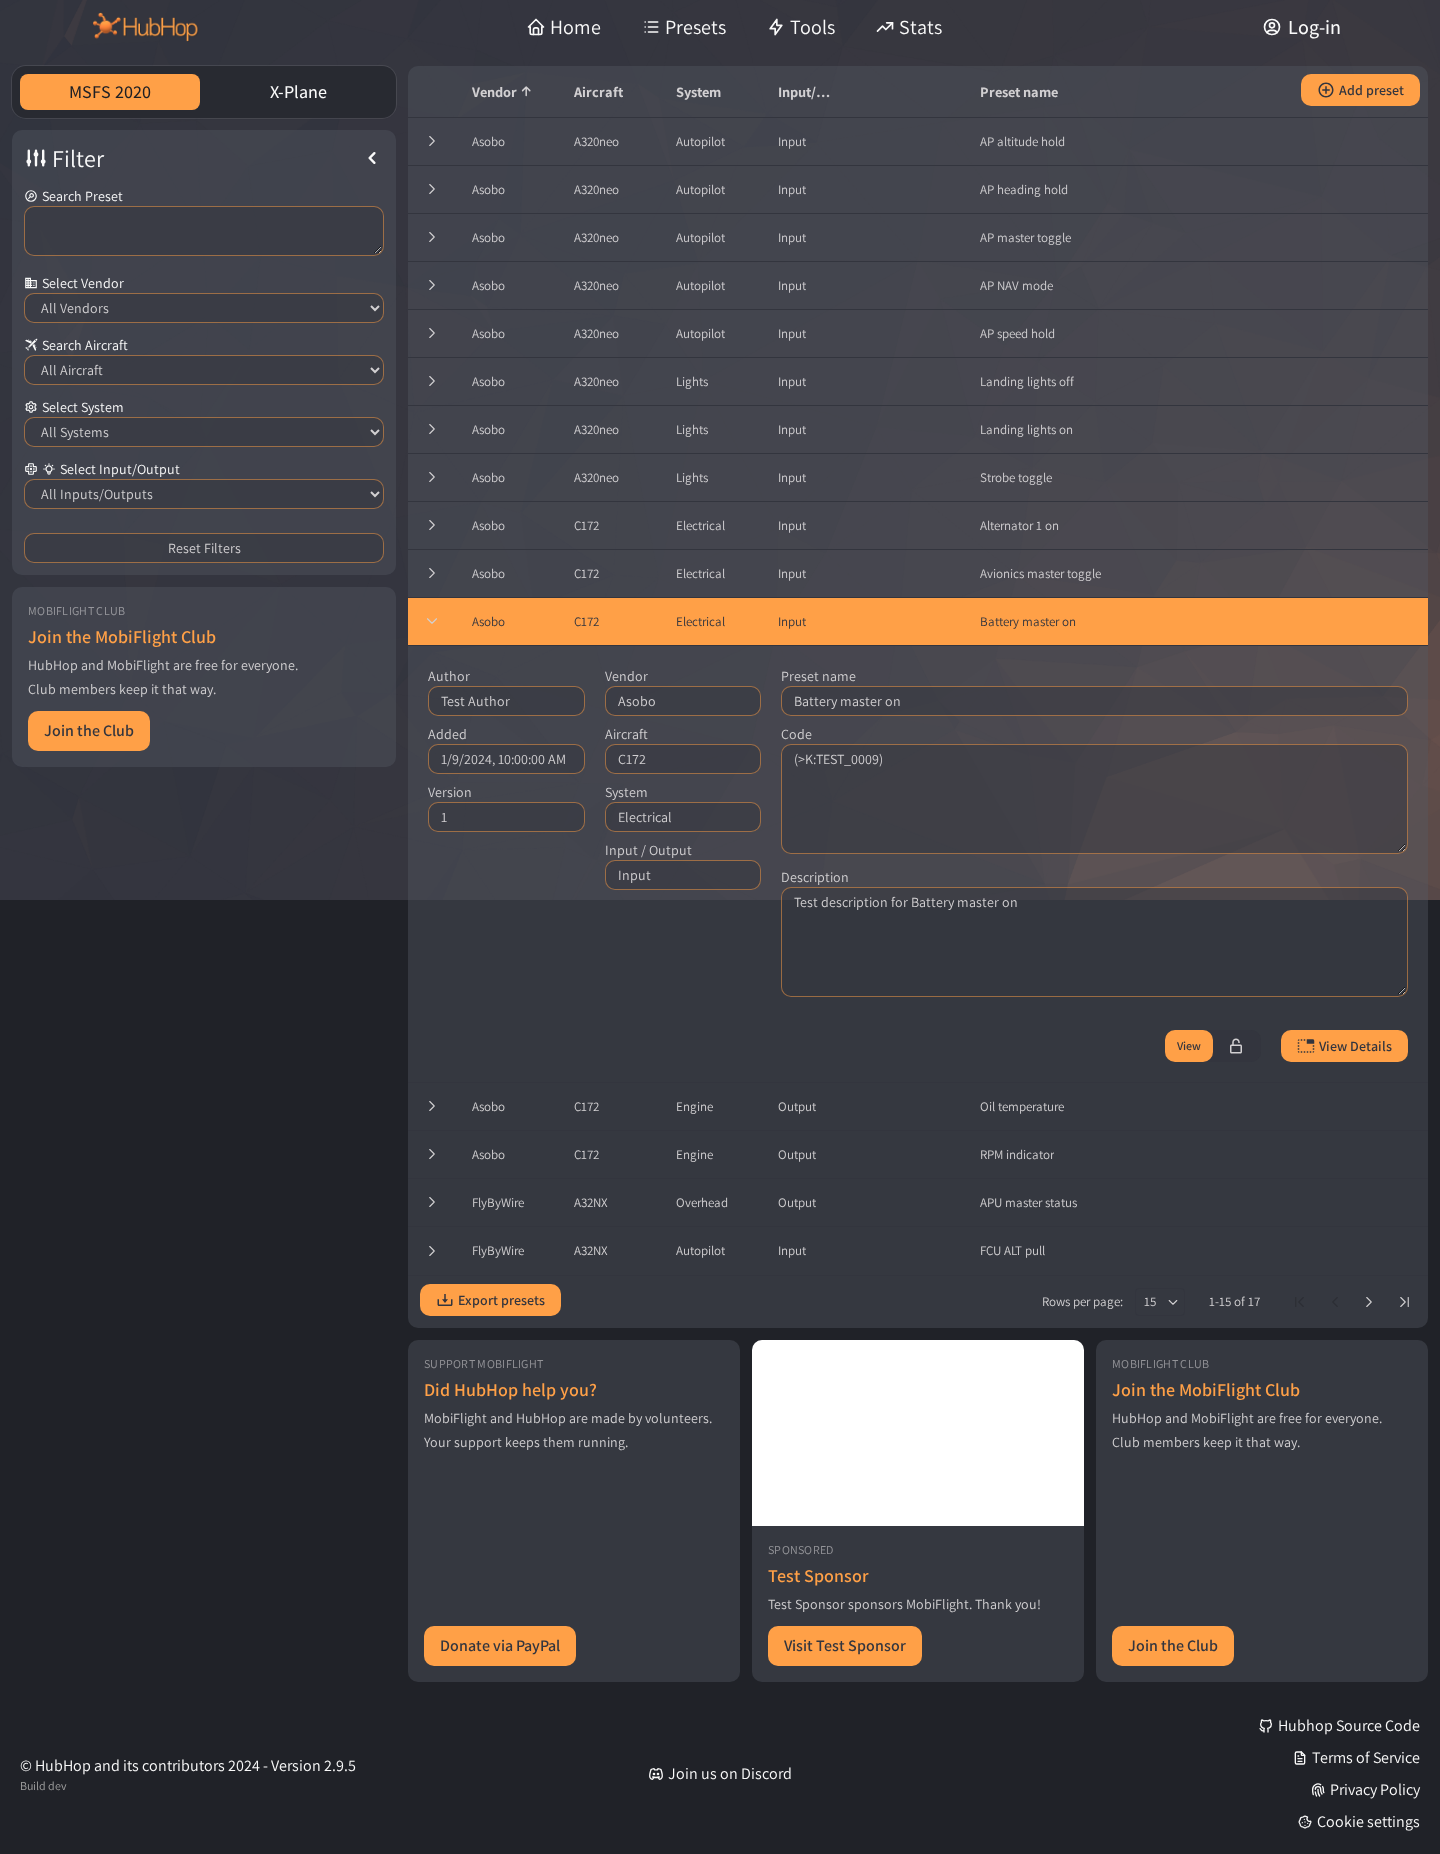 HubHop
Home
Presets
Tools
Stats
Log-in
MSFS 2020
X-Plane
Filter
Search Preset
Select Vendor
All Vendors
Search Aircraft
All Aircraft
Select System
All Systems
Select Input/Output
All Inputs/Outputs
Reset Filters
MOBIFLIGHT CLUB
Join the MobiFlight Club
HubHop and MobiFlight are free for everyone.
Club members keep it that way.
Join the Club
Vendor Aircraft System Input/... Preset name
Add preset
Asobo A320neo Autopilot Input AP altitude hold
Asobo A320neo Autopilot Input AP heading hold
Asobo A320neo Autopilot Input AP master toggle
Asobo A320neo Autopilot Input AP NAV mode
Asobo A320neo Autopilot Input AP speed hold
Asobo A320neo Lights Input Landing lights off
Asobo A320neo Lights Input Landing lights on
Asobo A320neo Lights Input Strobe toggle
Asobo C172 Electrical Input Alternator 1 on
Asobo C172 Electrical Input Avionics master toggle
Asobo C172 Electrical Input Battery master on
Author
Test Author
Added
1/9/2024, 10:00:00 AM
Version
1
Vendor
Asobo
Aircraft
C172
System
Electrical
Input / Output
Input
Preset name
Battery master on
Code
(>K:TEST_0009)
Description
Test description for Battery master on
View
View Details
Asobo C172 Engine Output Oil temperature
Asobo C172 Engine Output RPM indicator
FlyByWire A32NX Overhead Output APU master status
FlyByWire A32NX Autopilot Input FCU ALT pull
Export presets
Rows per page: 15 1-15 of 17
SUPPORT MOBIFLIGHT
Did HubHop help you?
MobiFlight and HubHop are made by volunteers.
Your support keeps them running.
Donate via PayPal
SPONSORED
Test Sponsor
Test Sponsor sponsors MobiFlight. Thank you!
Visit Test Sponsor
MOBIFLIGHT CLUB
Join the MobiFlight Club
HubHop and MobiFlight are free for everyone.
Club members keep it that way.
Join the Club
© HubHop and its contributors 2024 - Version 2.9.5
Build dev
Join us on Discord
Hubhop Source Code
Terms of Service
Privacy Policy
Cookie settings